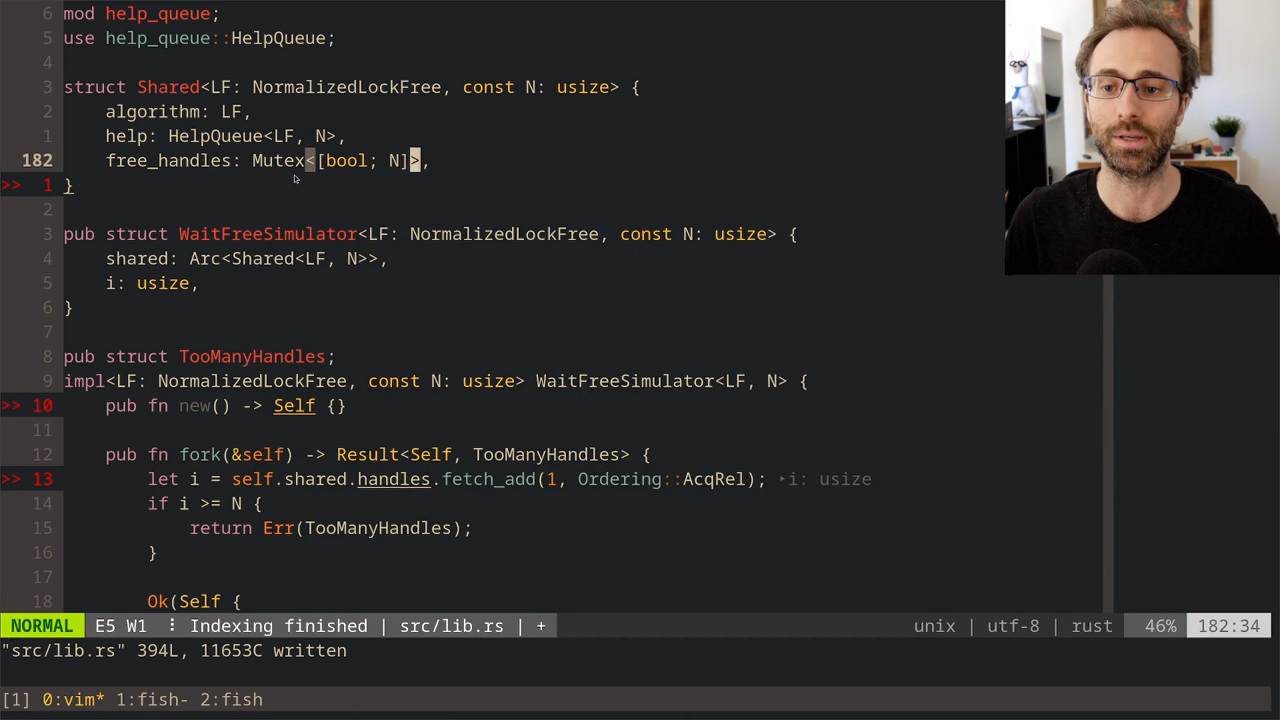 6 mod help_queue;
5 use help_queue::HelpQueue;
4
3 struct Shared<LF: NormalizedLockFree, const N: usize> {
2     algorithm: LF,
1     help: HelpQueue<LF, N>,
182     free_handles: Mutex<[bool; N]>,
>> 1 }
2
3 pub struct WaitFreeSimulator<LF: NormalizedLockFree, const N: usize> {
4     shared: Arc<Shared<LF, N>>,
5     i: usize,
6 }
7
8 pub struct TooManyHandles;
9 impl<LF: NormalizedLockFree, const N: usize> WaitFreeSimulator<LF, N> {
>> 10     pub fn new() -> Self {}
11
12     pub fn fork(&self) -> Result<Self, TooManyHandles> {
>> 13         let i = self.shared.handles.fetch_add(1, Ordering::AcqRel); ‣i: usize
14         if i >= N {
15             return Err(TooManyHandles);
16         }
17
18         Ok(Self {
NORMAL E5 W1 ⋮ Indexing finished | src/lib.rs | + unix | utf-8 | rust 46% 182:34
"src/lib.rs" 394L, 11653C written
[1] 0:vim* 1:fish- 2:fish